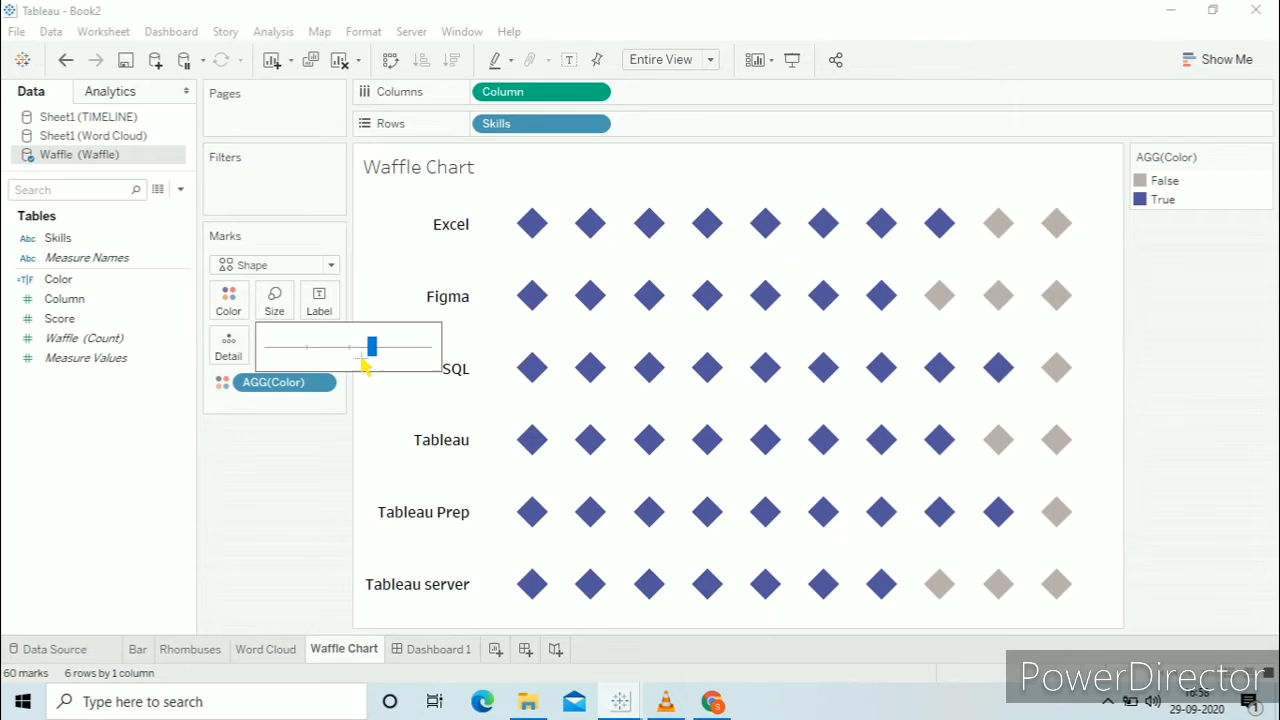 Tableau - Book2
File Data Worksheet Dashboard Story Analysis Map Format Server Window Help
Entire View
Show Me
Data Analytics
Pages
Columns Column
Sheet1 (TIMELINE)
Sheet1 (Word Cloud)
Rows Skills
Waffle (Waffle)
Filters
Waffle Chart
AGG(Color)
False
True
Search
Tables
Abc Skills
Abc Measure Names
=T|F Color
# Column
# Score
# Waffle (Count)
# Measure Values
Marks
Shape
Color Size Label
Detail
AGG(Color)
Excel
Figma
SQL
Tableau
Tableau Prep
Tableau server
Data Source Bar Rhombuses Word Cloud Waffle Chart Dashboard 1
60 marks 6 rows by 1 column
PowerDirector
Type here to search
29-09-2020